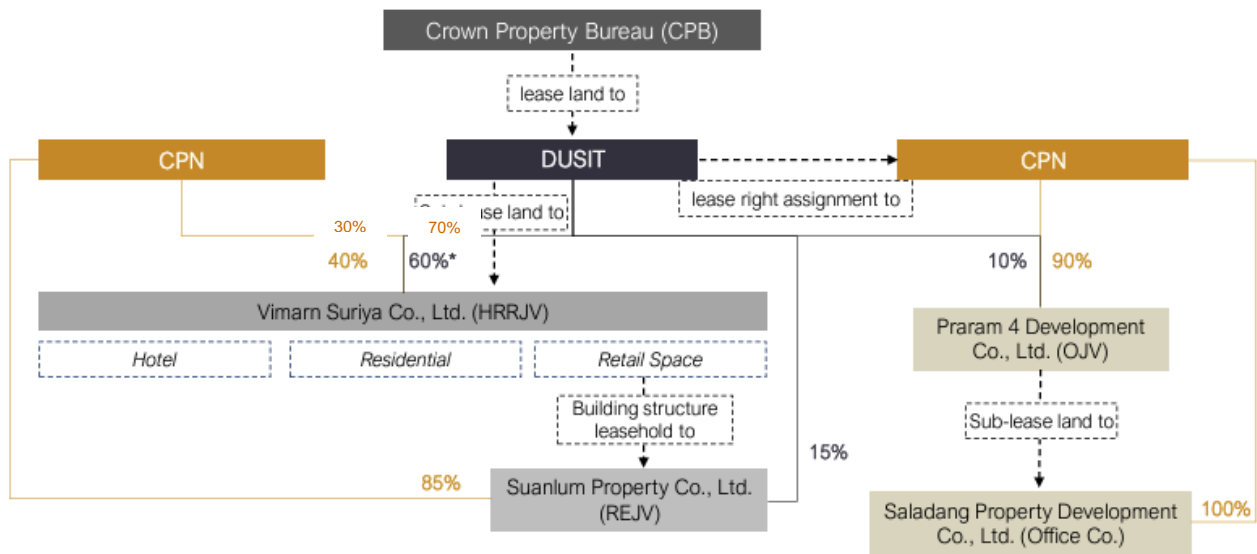 Crown Property Bureau (CPB)
lease land to
CPN
DUSIT
CPN
lease land to
lease right assignment to
30%
70%
40%
60%*
10%
90%
Vimarn Suriya Co., Ltd. (HRRJV)
Hotel
Residential
Retail Space
Praram 4 Development
Co., Ltd. (OJV)
Building structure
leasehold to
Sub-lease land to
15%
85%
Suanlum Property Co., Ltd.
(REJV)
Saladang Property Development
Co., Ltd. (Office Co.)
100%